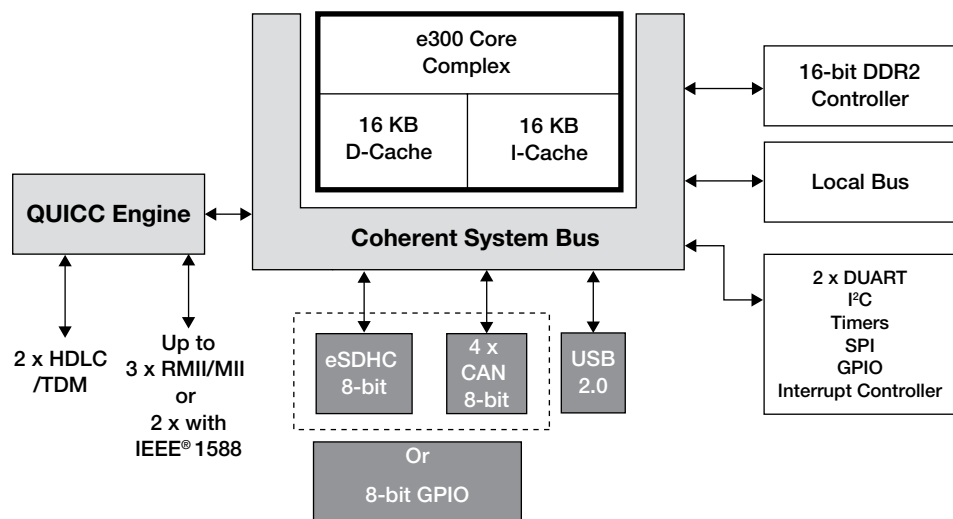 e300 Core
Complex
16 KB
D-Cache
16 KB
I-Cache
16-bit DDR2
Controller
Local Bus
QUICC Engine
Coherent System Bus
2 x DUART
I²C
Timers
SPI
GPIO
Interrupt Controller
2 x HDLC
/TDM
Up to
3 x RMII/MII
or
2 x with
IEEE® 1588
eSDHC
8-bit
4 x
CAN
8-bit
USB
2.0
Or
8-bit GPIO